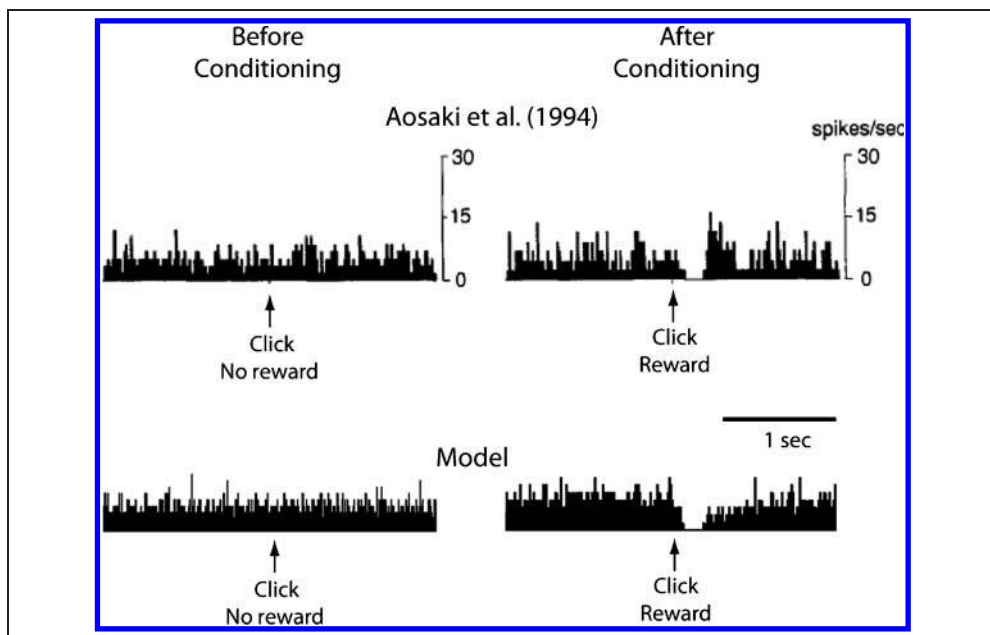 Before
Conditioning
After
Conditioning
Aosaki et al. (1994)
spikes/sec
30
15
0
30
15
0
Click
No reward
Click
Reward
1 sec
Model
Click
No reward
Click
Reward